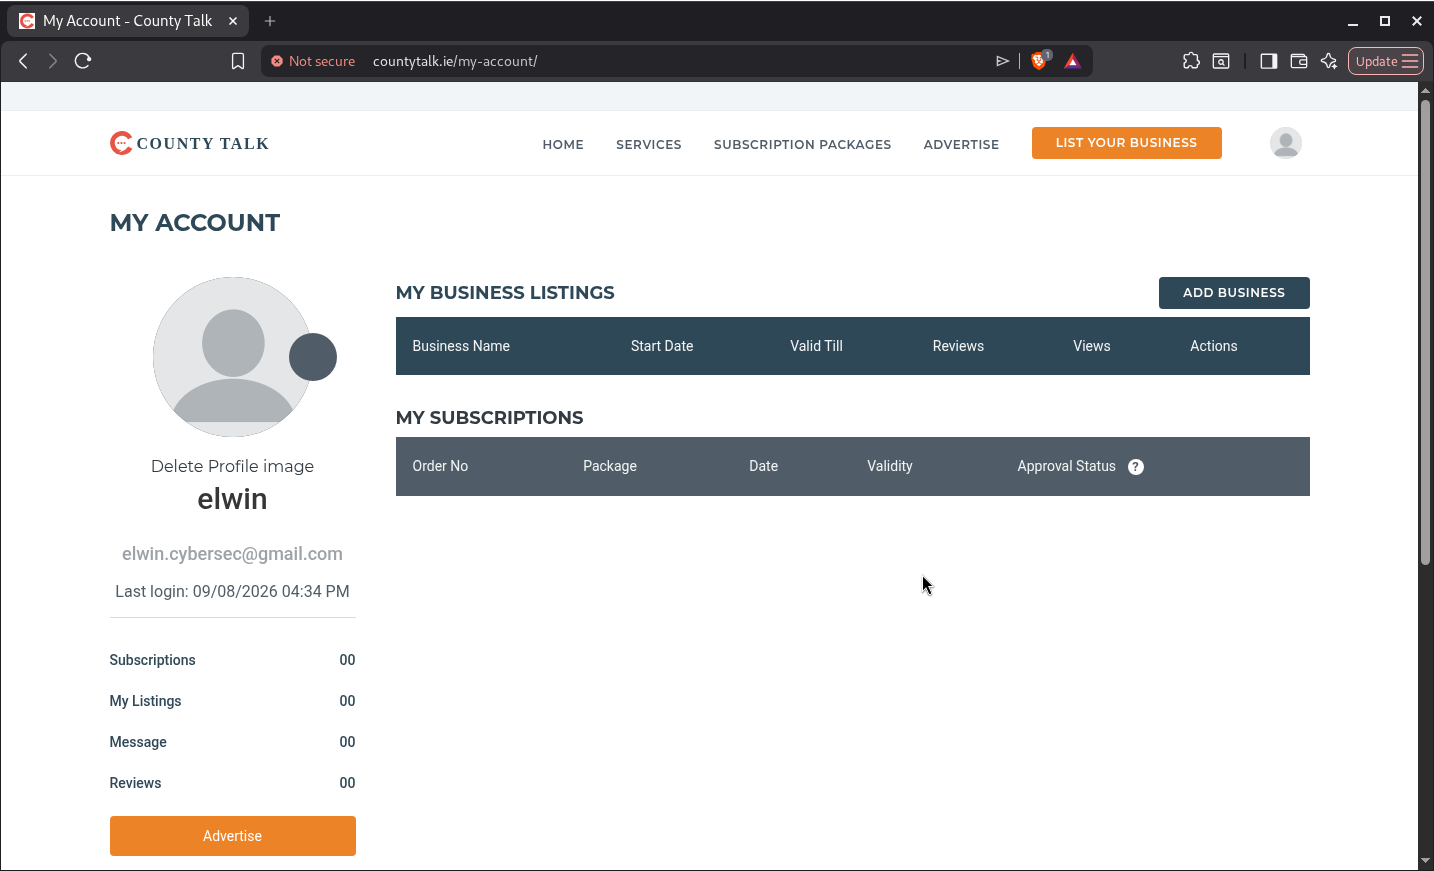 My Account - County Talk
Not secure countytalk.ie/my-account/
1
Update
COUNTY TALK
HOME SERVICES SUBSCRIPTION PACKAGES ADVERTISE LIST YOUR BUSINESS
MY ACCOUNT
Delete Profile image
elwin
elwin.cybersec@gmail.com
Last login: 09/08/2026 04:34 PM
Subscriptions 00
My Listings 00
Message 00
Reviews 00
Advertise
MY BUSINESS LISTINGS
ADD BUSINESS
Business Name Start Date Valid Till Reviews Views Actions
MY SUBSCRIPTIONS
Order No Package Date Validity Approval Status ?